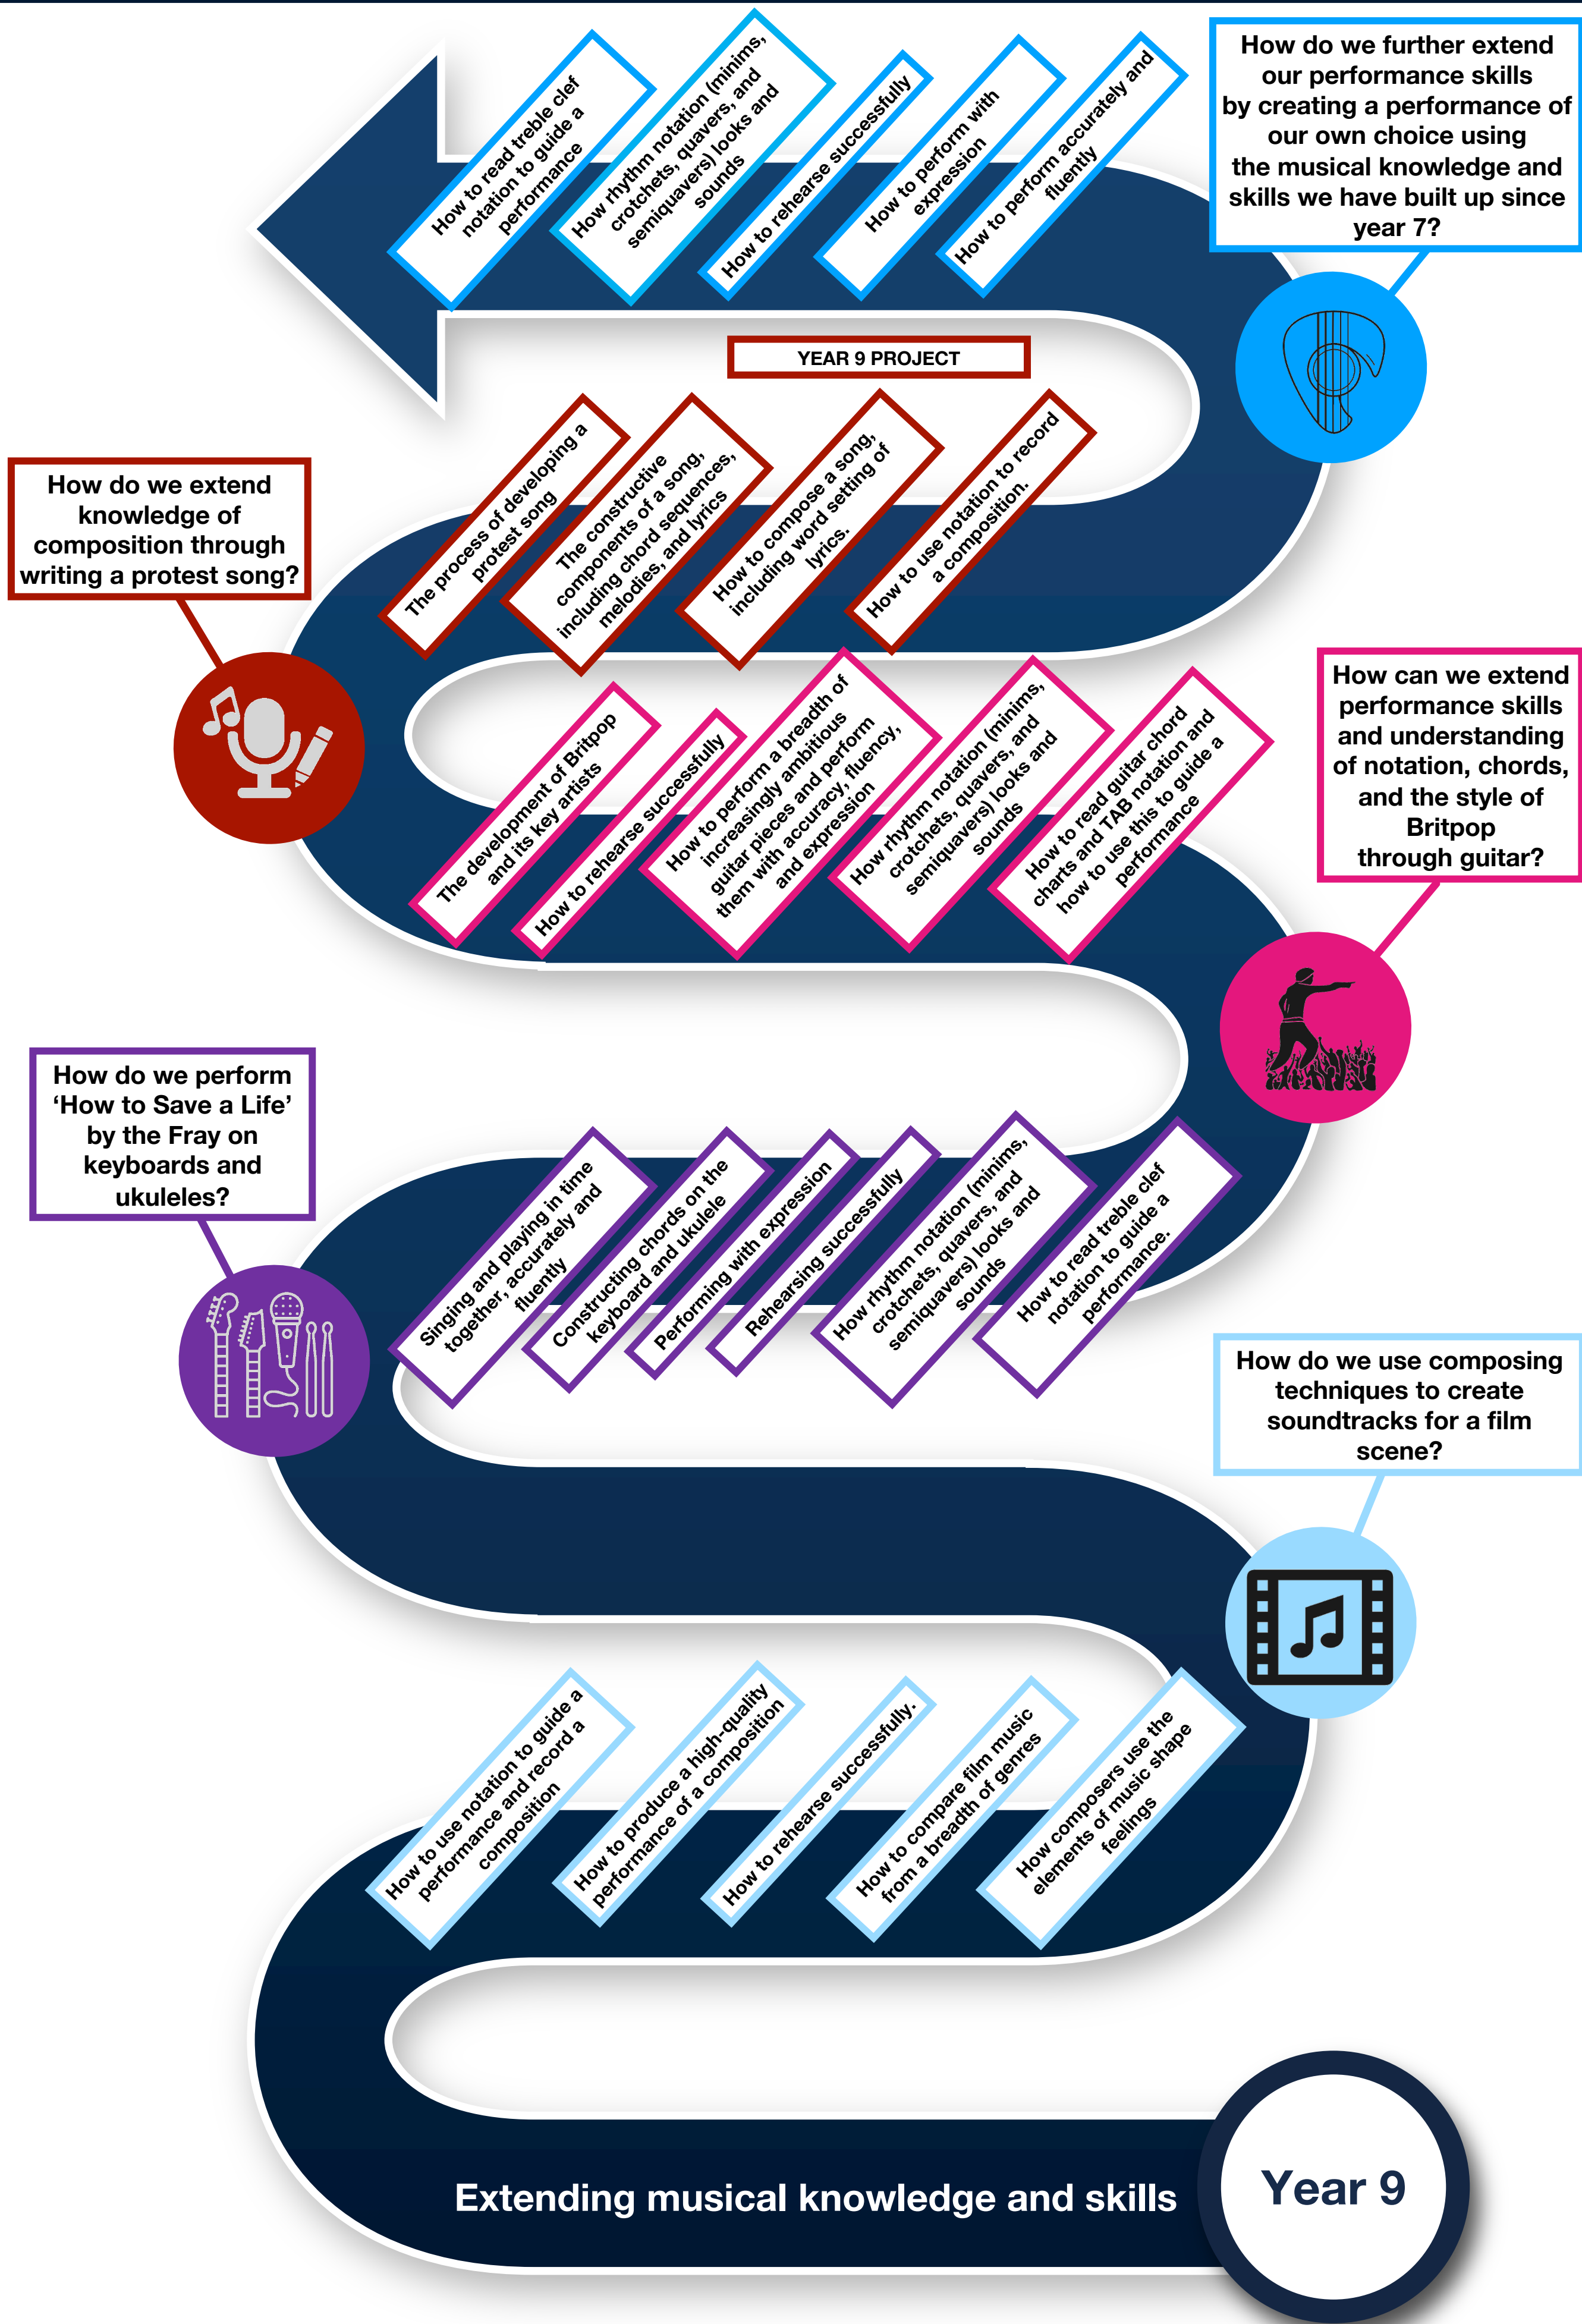 How to read treble clef
notation to guide a
performance
How rhythm notation (minims,
crotchets, quavers, and
semiquavers) looks and
sounds
How to rehearse successfully
How to perform with
expression
How to perform accurately and
fluently
How do we further extend
our performance skills
by creating a performance of
our own choice using
the musical knowledge and
skills we have built up since
year 7?
YEAR 9 PROJECT
How do we extend
knowledge of
composition through
writing a protest song?
The process of developing a
protest song
The constructive
components of a song,
including chord sequences,
melodies, and lyrics
How to compose a song,
including word setting of
lyrics.
How to use notation to record
a composition.
How can we extend
performance skills
and understanding
of notation, chords,
and the style of
Britpop
through guitar?
The development of Britpop
and its key artists
How to rehearse successfully
How to perform a breadth of
increasingly ambitious
guitar pieces and perform
them with accuracy, fluency,
and expression
How rhythm notation (minims,
crotchets, quavers, and
semiquavers) looks and
sounds
How to read guitar chord
charts and TAB notation and
how to use this to guide a
performance
How do we perform
‘How to Save a Life’
by the Fray on
keyboards and
ukuleles?
Singing and playing in time
together, accurately and
fluently
Constructing chords on the
keyboard and ukulele
Performing with expression
Rehearsing successfully
How rhythm notation (minims,
crotchets, quavers, and
semiquavers) looks and
sounds
How to read treble clef
notation to guide a
performance.
How do we use composing
techniques to create
soundtracks for a film
scene?
How to use notation to guide a
performance and record a
composition
How to produce a high-quality
performance of a composition
How to rehearse successfully.
How to compare film music
from a breadth of genres
How composers use the
elements of music shape
feelings
Extending musical knowledge and skills
Year 9